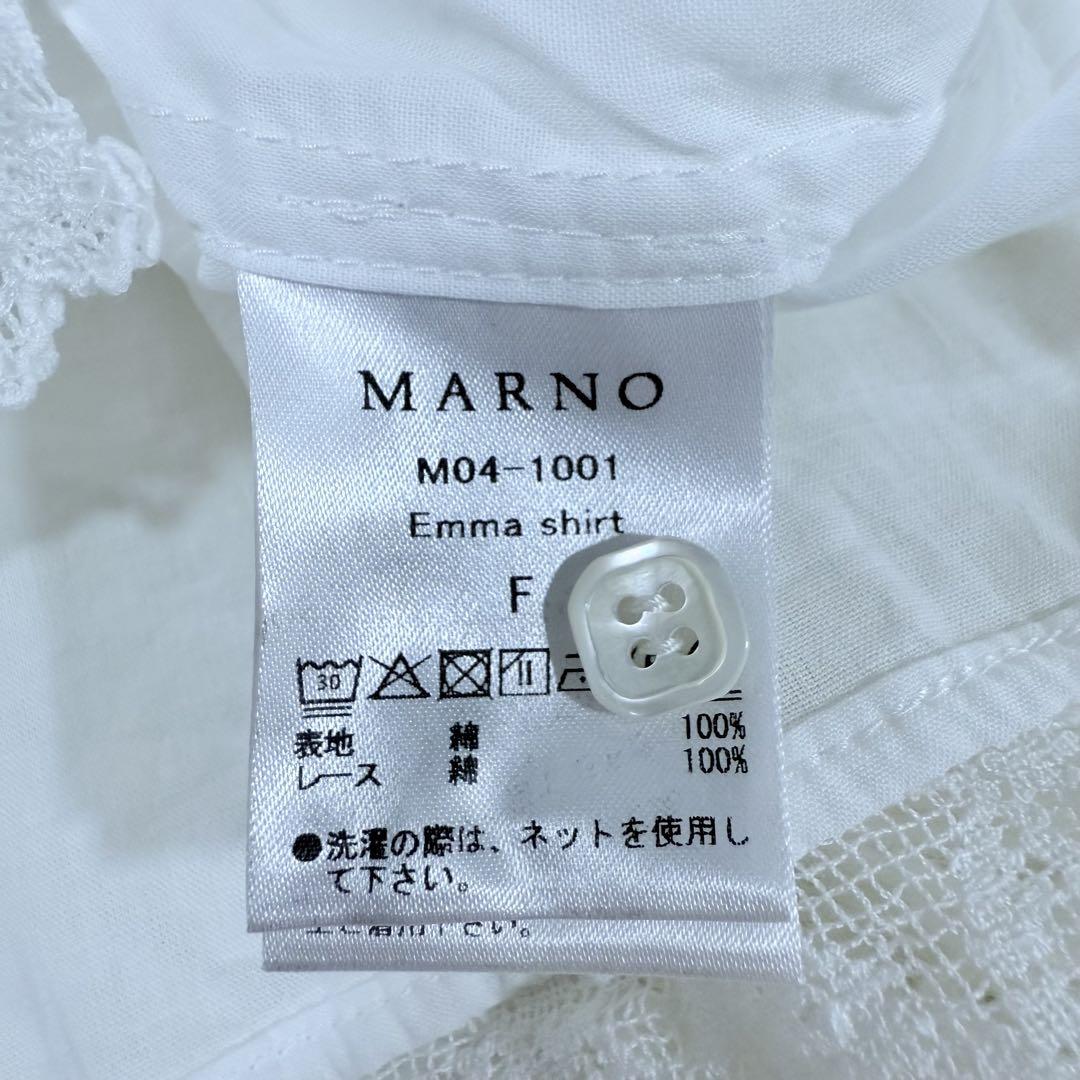 MARNO
M04-1001
Emma shirt
F
30
表地 綿 100%
レース 綿 100%
●洗濯の際は、ネットを使用し
て下さい。